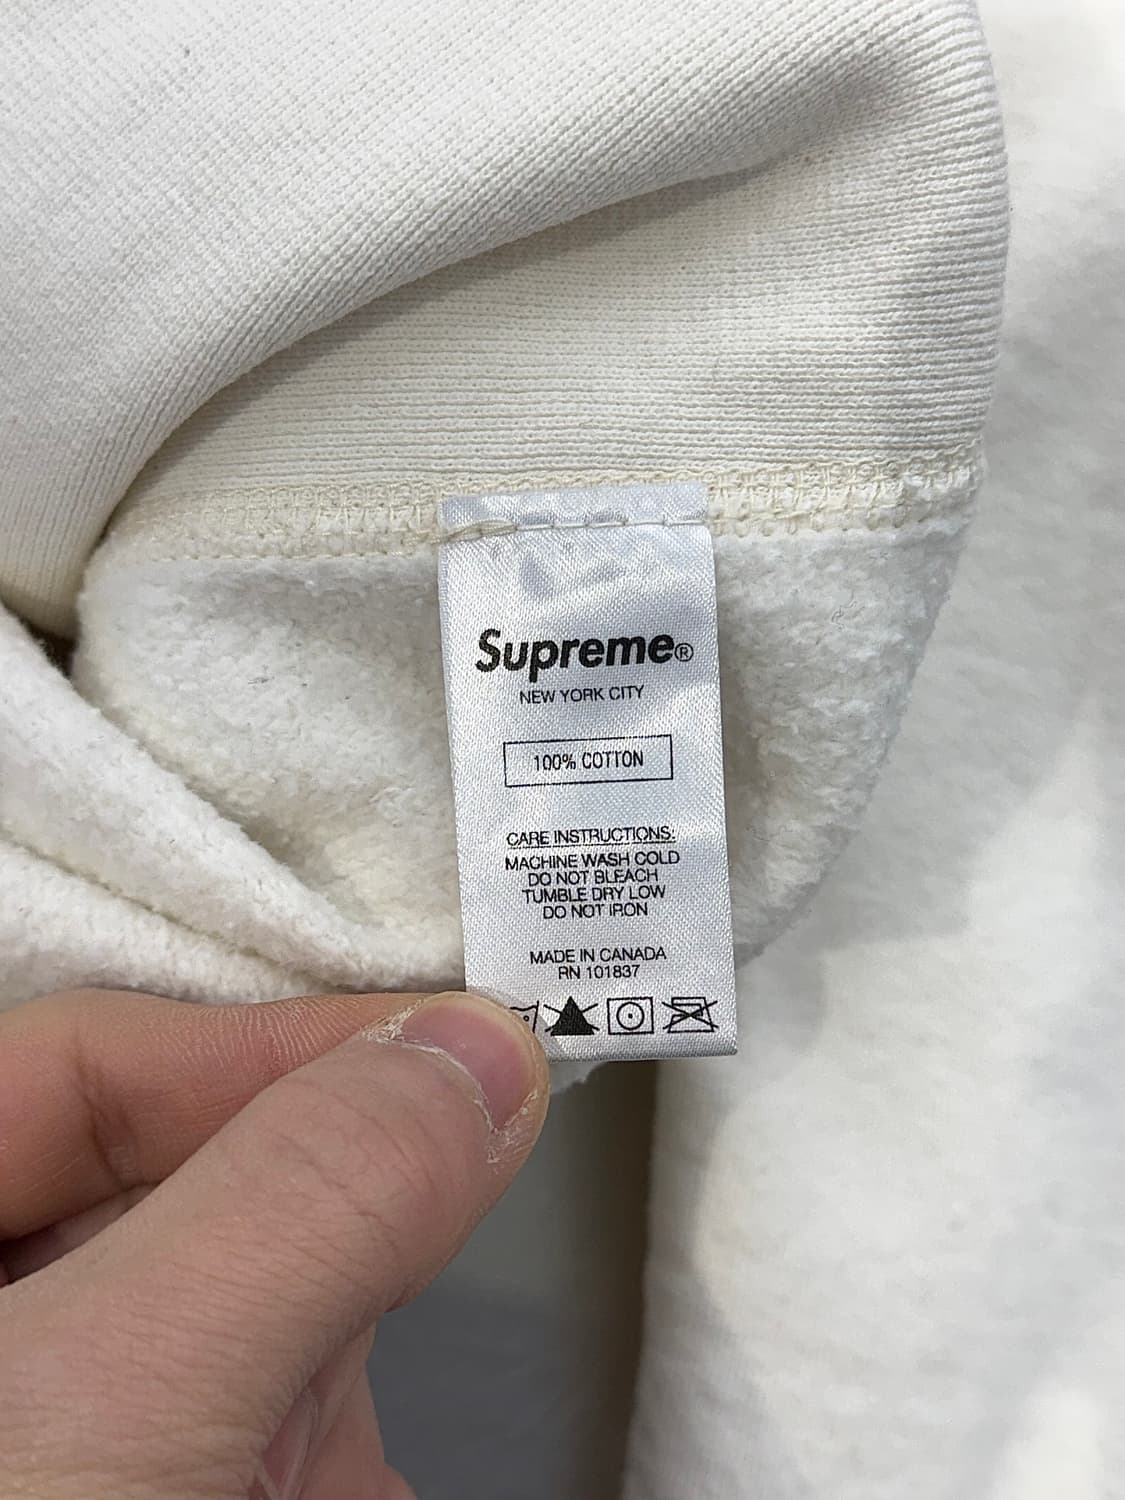 Supreme®
NEW YORK CITY
100% COTTON
CARE INSTRUCTIONS:
MACHINE WASH COLD
DO NOT BLEACH
TUMBLE DRY LOW
DO NOT IRON
MADE IN CANADA
RN 101837